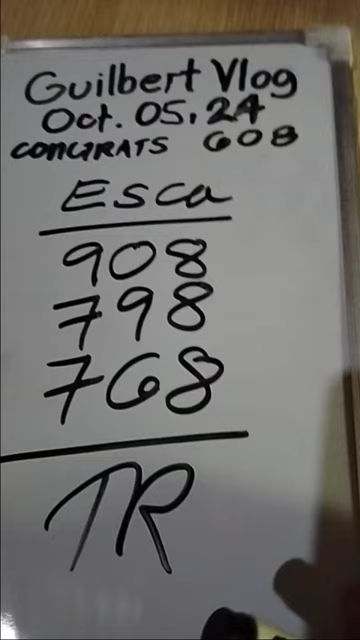 Guilbert Vlog
Oct. 05, 24
CONGRATS 608
Esca
908
798
768
TR